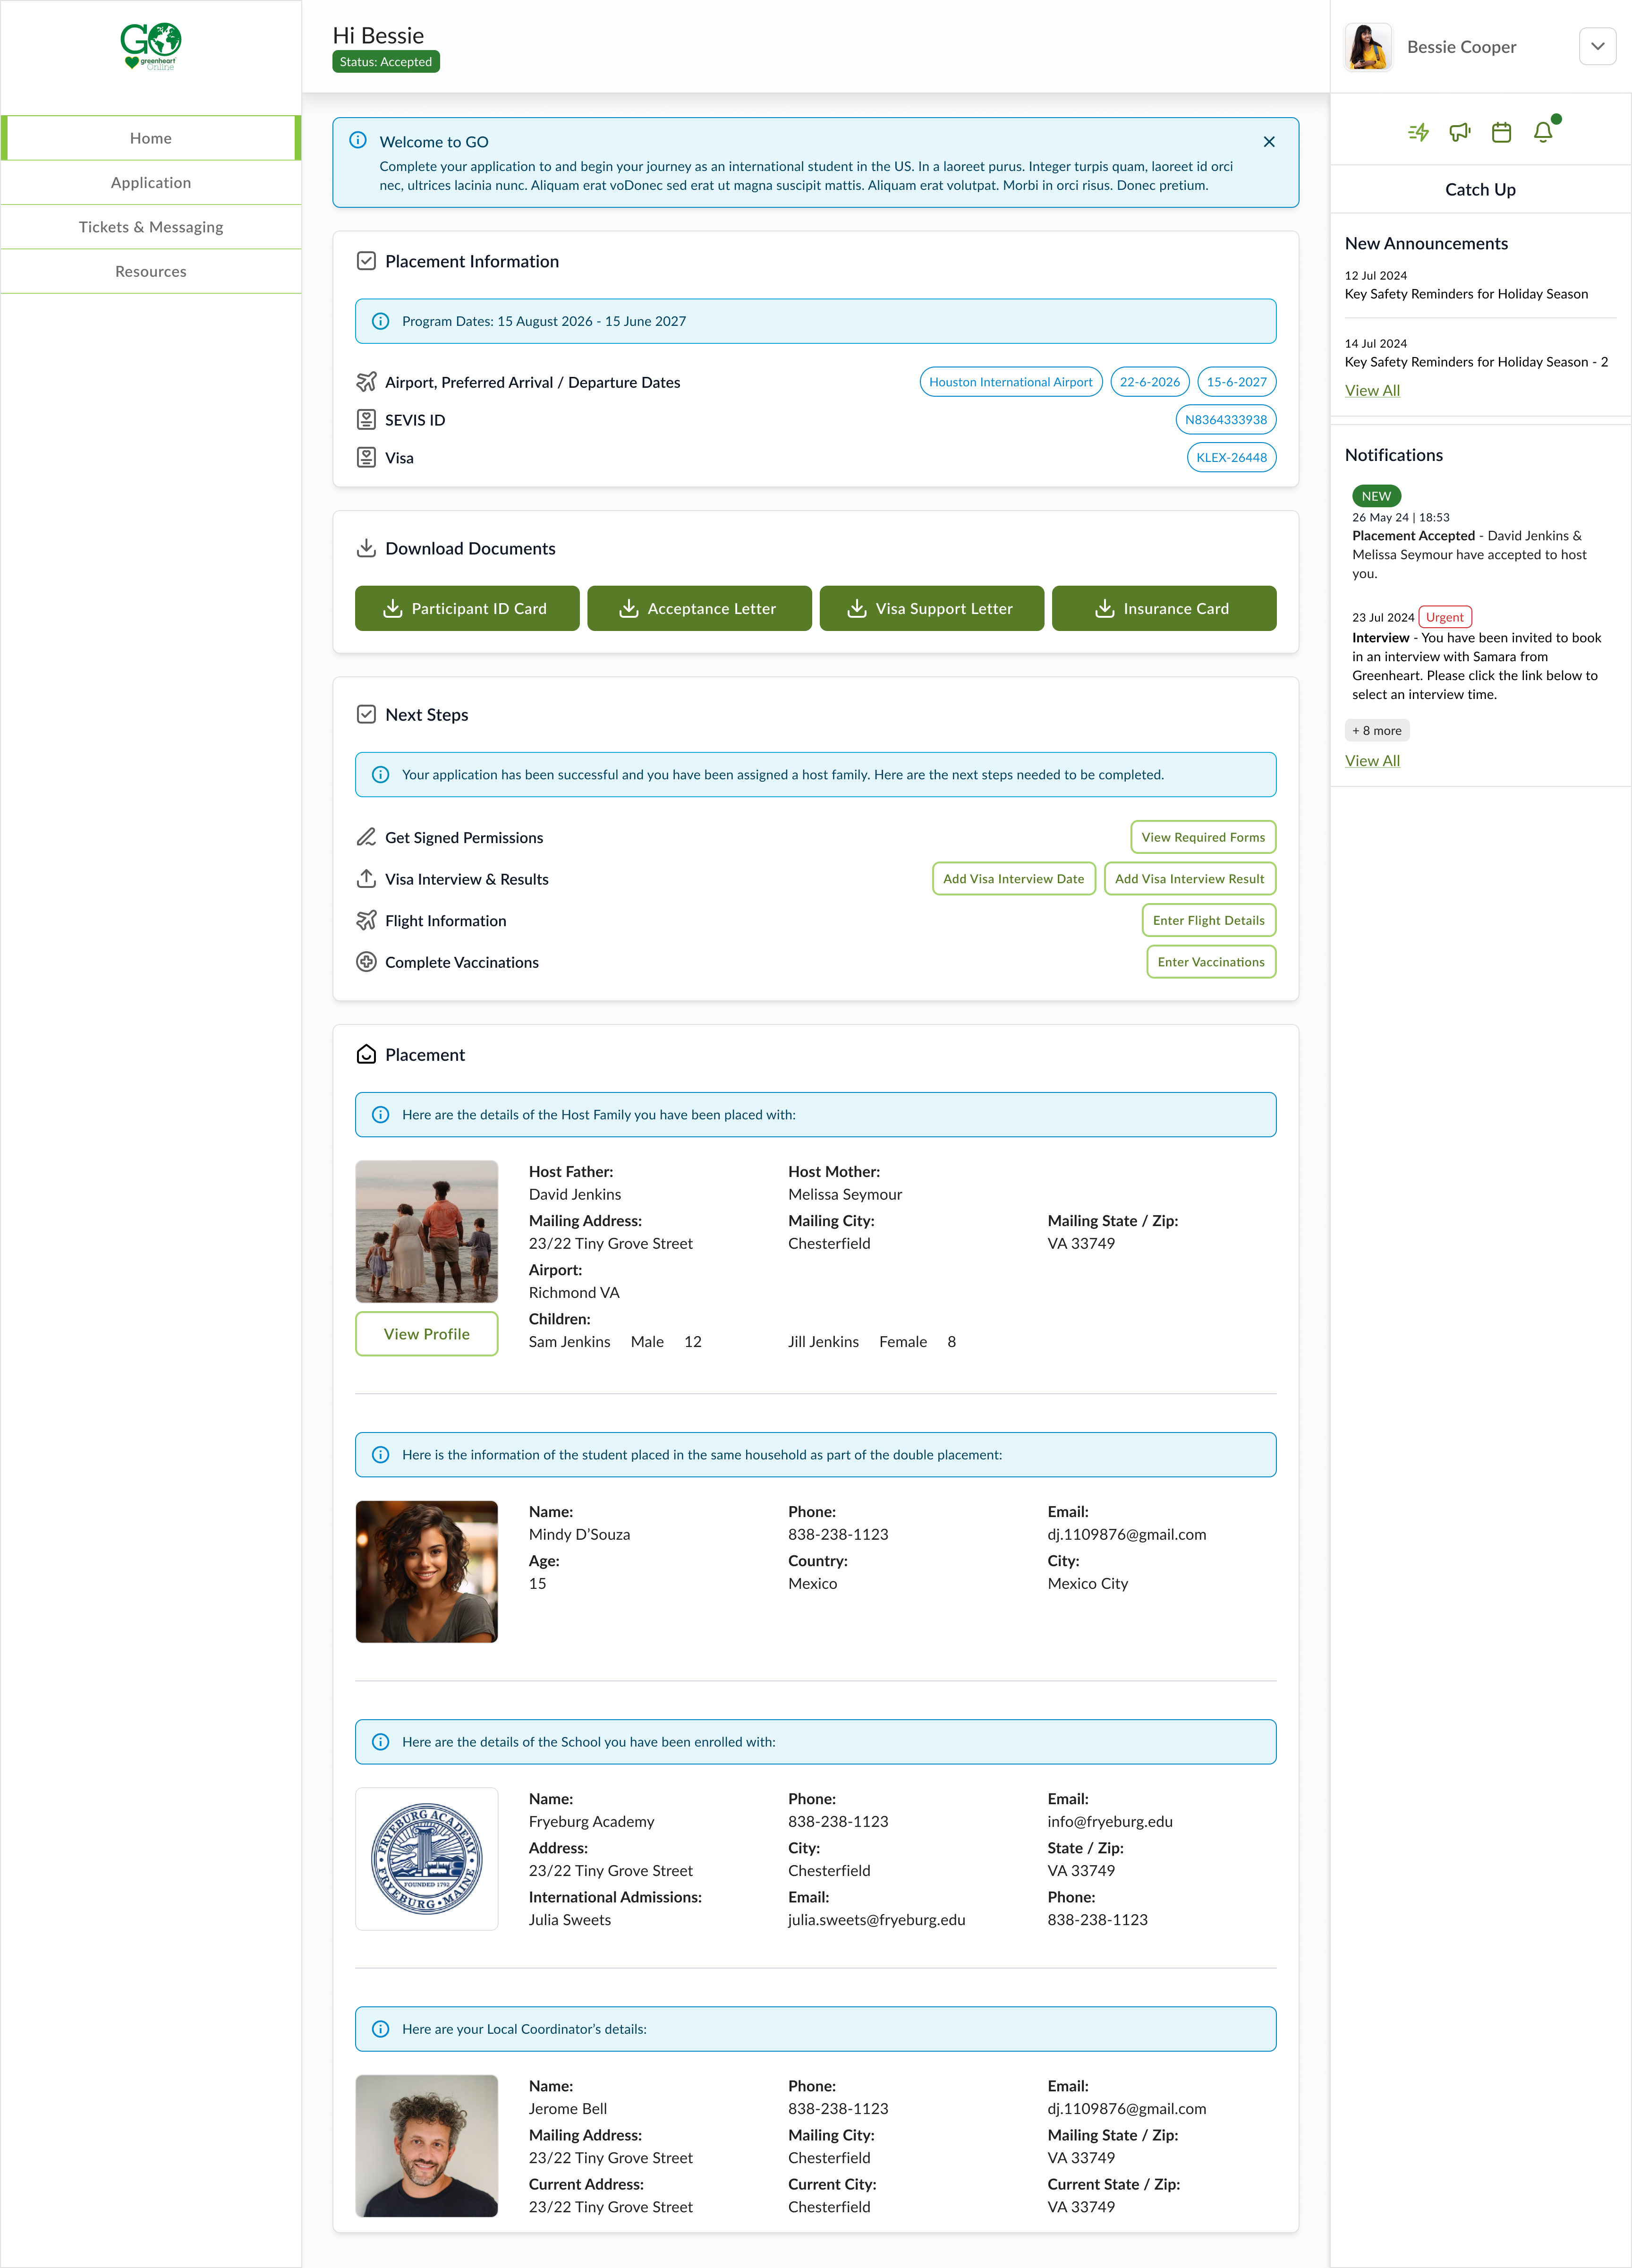 GO
greenheart
Online
Home
Application
Tickets & Messaging
Resources
Hi Bessie
Status: Accepted
Welcome to GO
Complete your application to and begin your journey as an international student in the US. In a laoreet purus. Integer turpis quam, laoreet id orci
nec, ultrices lacinia nunc. Aliquam erat voDonec sed erat ut magna suscipit mattis. Aliquam erat volutpat. Morbi in orci risus. Donec pretium.
Placement Information
Program Dates: 15 August 2026 - 15 June 2027
Airport, Preferred Arrival / Departure Dates
Houston International Airport
22-6-2026
15-6-2027
SEVIS ID
N8364333938
Visa
KLEX-26448
Download Documents
Participant ID Card
Acceptance Letter
Visa Support Letter
Insurance Card
Next Steps
Your application has been successful and you have been assigned a host family. Here are the next steps needed to be completed.
Get Signed Permissions
View Required Forms
Visa Interview & Results
Add Visa Interview Date
Add Visa Interview Result
Flight Information
Enter Flight Details
Complete Vaccinations
Enter Vaccinations
Placement
Here are the details of the Host Family you have been placed with:
View Profile
Host Father:
Host Mother:
David Jenkins
Melissa Seymour
Mailing Address:
Mailing City:
Mailing State / Zip:
23/22 Tiny Grove Street
Chesterfield
VA 33749
Airport:
Richmond VA
Children:
Sam Jenkins Male 12
Jill Jenkins Female 8
Here is the information of the student placed in the same household as part of the double placement:
Name:
Phone:
Email:
Mindy D'Souza
838-238-1123
dj.1109876@gmail.com
Age:
Country:
City:
15
Mexico
Mexico City
Here are the details of the School you have been enrolled with:
FRYEBURG ACADEMY
FOUNDED 1792
FRYEBURG • MAINE
Name:
Phone:
Email:
Fryeburg Academy
838-238-1123
info@fryeburg.edu
Address:
City:
State / Zip:
23/22 Tiny Grove Street
Chesterfield
VA 33749
International Admissions:
Email:
Phone:
Julia Sweets
julia.sweets@fryeburg.edu
838-238-1123
Here are your Local Coordinator's details:
Name:
Phone:
Email:
Jerome Bell
838-238-1123
dj.1109876@gmail.com
Mailing Address:
Mailing City:
Mailing State / Zip:
23/22 Tiny Grove Street
Chesterfield
VA 33749
Current Address:
Current City:
Current State / Zip:
23/22 Tiny Grove Street
Chesterfield
VA 33749
Bessie Cooper
Catch Up
New Announcements
12 Jul 2024
Key Safety Reminders for Holiday Season
14 Jul 2024
Key Safety Reminders for Holiday Season - 2
View All
Notifications
NEW
26 May 24 | 18:53
Placement Accepted - David Jenkins &
Melissa Seymour have accepted to host
you.
23 Jul 2024 Urgent
Interview - You have been invited to book
in an interview with Samara from
Greenheart. Please click the link below to
select an interview time.
+ 8 more
View All